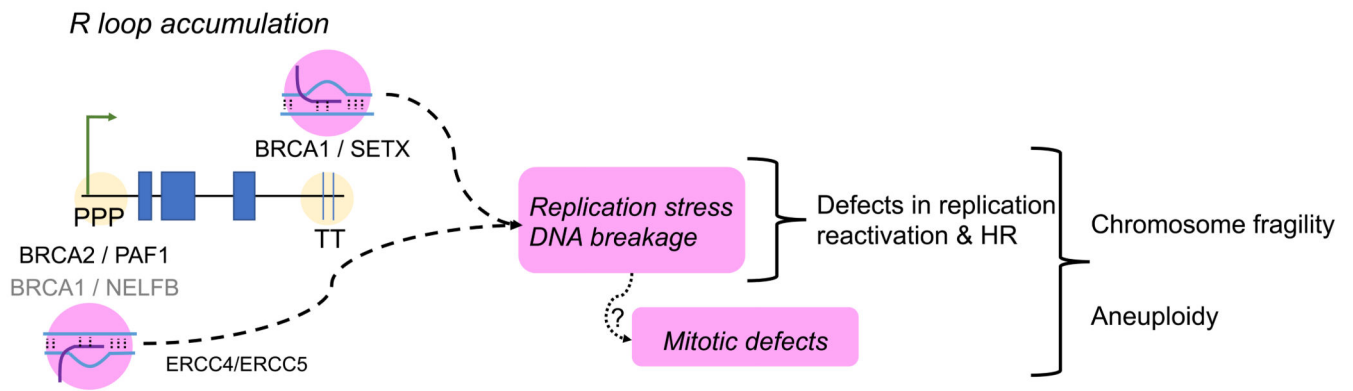 R loop accumulation
BRCA1 / SETX
PPP
TT
BRCA2 / PAF1
BRCA1 / NELFB
ERCC4/ERCC5
Replication stress
DNA breakage
?
Mitotic defects
Defects in replication
reactivation & HR
Chromosome fragility
Aneuploidy